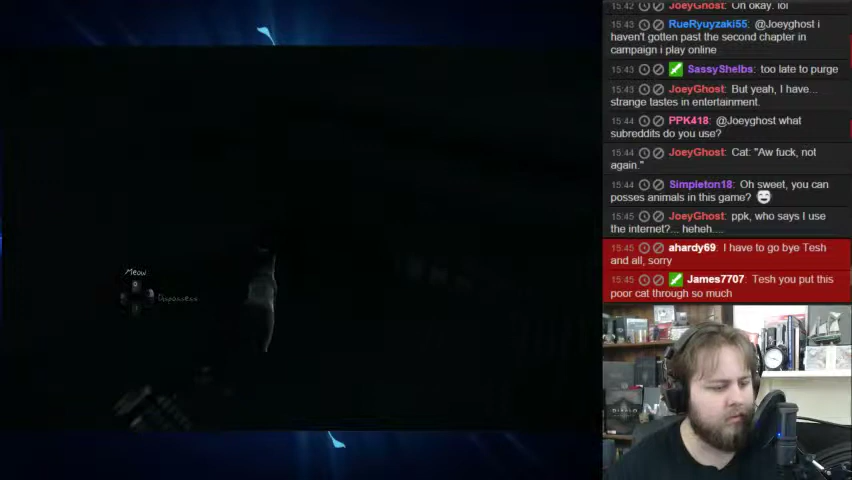 15:42 JoeyGhost: Oh okay. lol
15:43 RueRyuyzaki55: @Joeyghost i
haven't gotten past the second chapter in
campaign i play online
15:43 SassyShelbs: too late to purge
15:43 JoeyGhost: But yeah, I have...
strange tastes in entertainment.
15:44 PPK418: @Joeyghost what
subreddits do you use?
15:44 JoeyGhost: Cat: "Aw fuck, not
again."
15:44 Simpleton18: Oh sweet, you can
posses animals in this game?
15:45 JoeyGhost: ppk, who says I use
the internet?... heheh....
15:45 ahardy69: I have to go bye Tesh
and all, sorry
15:45 James7707: Tesh you put this
poor cat through so much
Meow
Dispossess
DIABLO